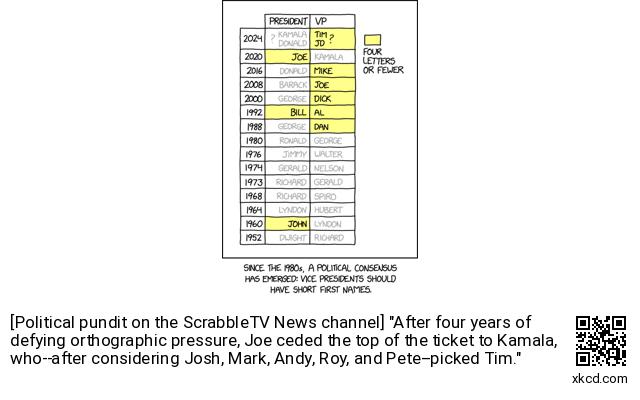 PRESIDENT VP
2024 ? KAMALA DONALD TIM JD ?
2020 JOE KAMALA
2016 DONALD MIKE
2008 BARACK JOE
2000 GEORGE DICK
1992 BILL AL
1988 GEORGE DAN
1980 RONALD GEORGE
1976 JIMMY WALTER
1974 GERALD NELSON
1973 RICHARD GERALD
1968 RICHARD SPIRO
1964 LYNDON HUBERT
1960 JOHN LYNDON
1952 DWIGHT RICHARD
FOUR
LETTERS
OR FEWER
SINCE THE 1980s, A POLITICAL CONSENSUS
HAS EMERGED: VICE PRESIDENTS SHOULD
HAVE SHORT FIRST NAMES.
[Political pundit on the ScrabbleTV News channel] "After four years of
defying orthographic pressure, Joe ceded the top of the ticket to Kamala,
who--after considering Josh, Mark, Andy, Roy, and Pete--picked Tim."
xkcd.com